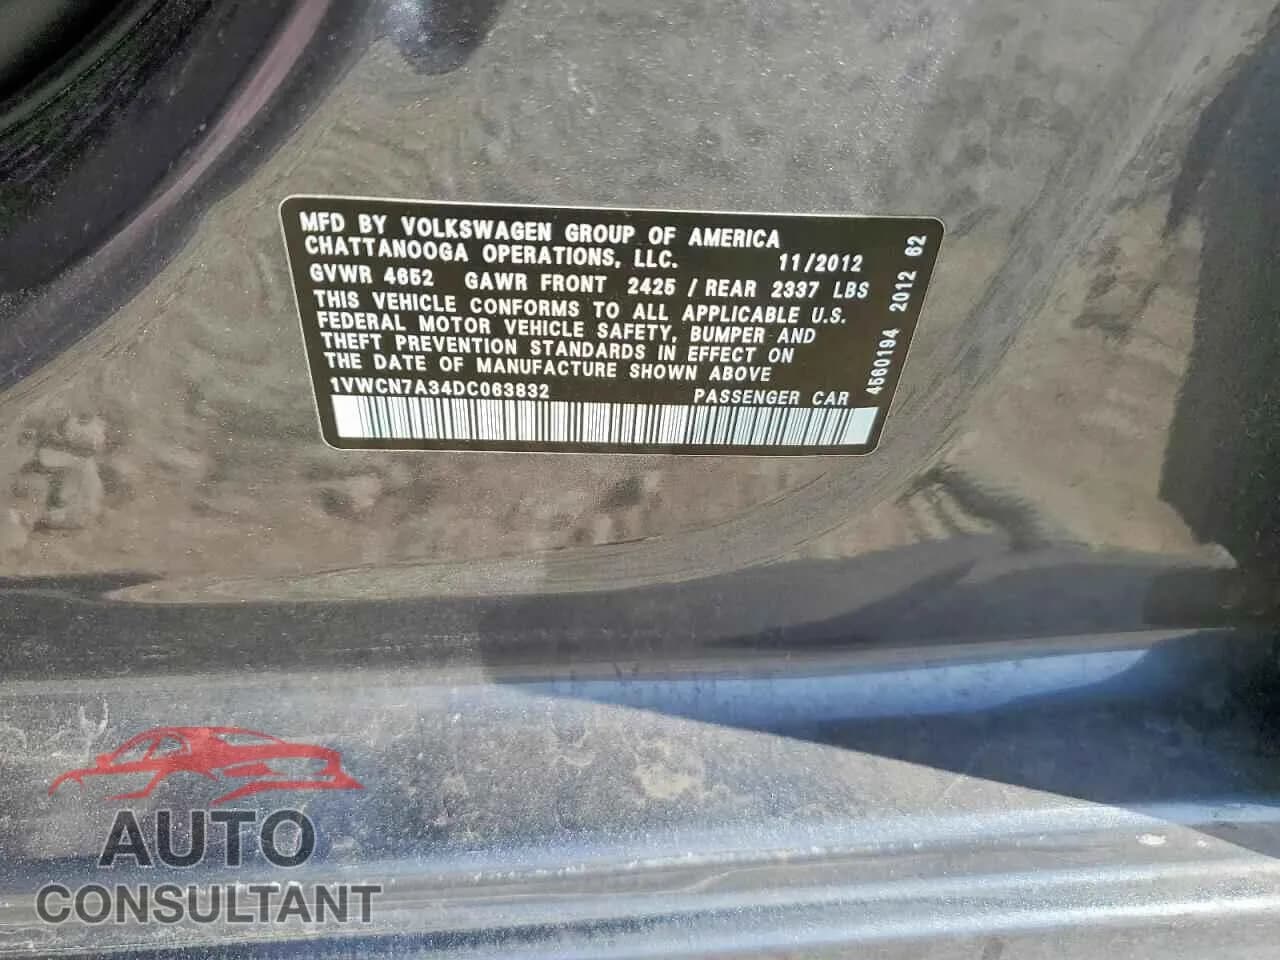 MFD BY VOLKSWAGEN GROUP OF AMERICA
CHATTANOOGA OPERATIONS, LLC. 11/2012
GVWR 4652 GAWR FRONT 2425 / REAR 2337 LBS
THIS VEHICLE CONFORMS TO ALL APPLICABLE U.S.
FEDERAL MOTOR VEHICLE SAFETY, BUMPER AND
THEFT PREVENTION STANDARDS IN EFFECT ON
THE DATE OF MANUFACTURE SHOWN ABOVE
1VWCN7A34DC063832 PASSENGER CAR
4560194 2012 62
AUTO
CONSULTANT